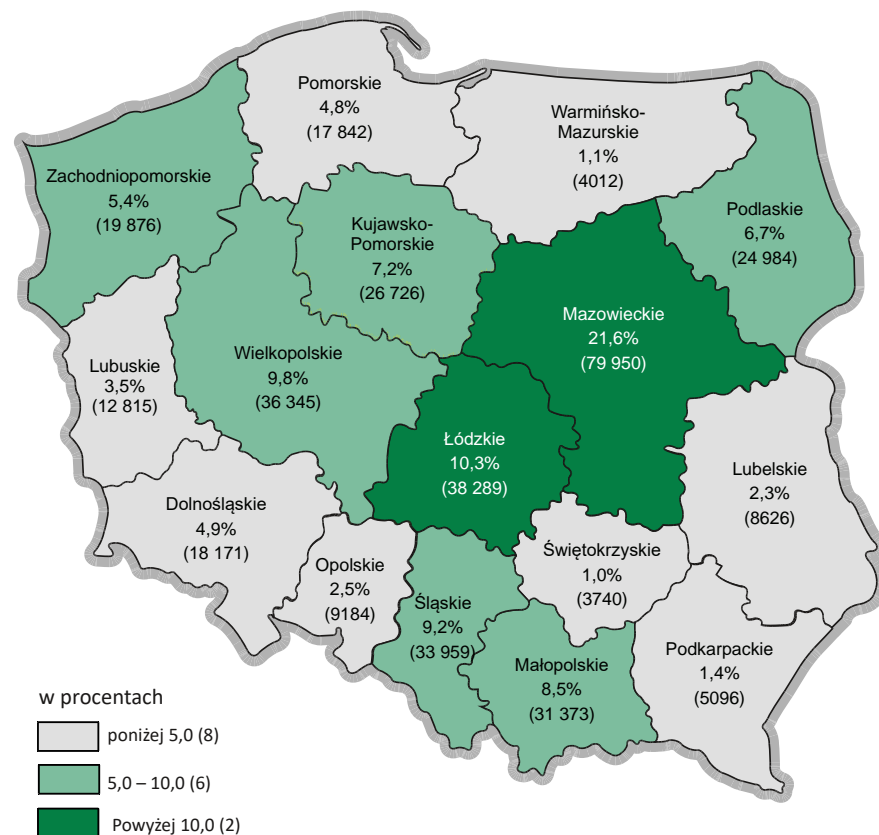 Pomorskie
4,8%
(17 842)
Warmińsko-
Mazurskie
1,1%
(4012)
Zachodniopomorskie
5,4%
(19 876)
Podlaskie
6,7%
(24 984)
Kujawsko-
Pomorskie
7,2%
(26 726)
Mazowieckie
21,6%
(79 950)
Lubuskie
3,5%
(12 815)
Wielkopolskie
9,8%
(36 345)
Łódzkie
10,3%
(38 289)
Lubelskie
2,3%
(8626)
Dolnośląskie
4,9%
(18 171)
Opolskie
2,5%
(9184)
Śląskie
9,2%
(33 959)
Świętokrzyskie
1,0%
(3740)
Małopolskie
8,5%
(31 373)
Podkarpackie
1,4%
(5096)
w procentach
poniżej 5,0 (8)
5,0 – 10,0 (6)
Powyżej 10,0 (2)